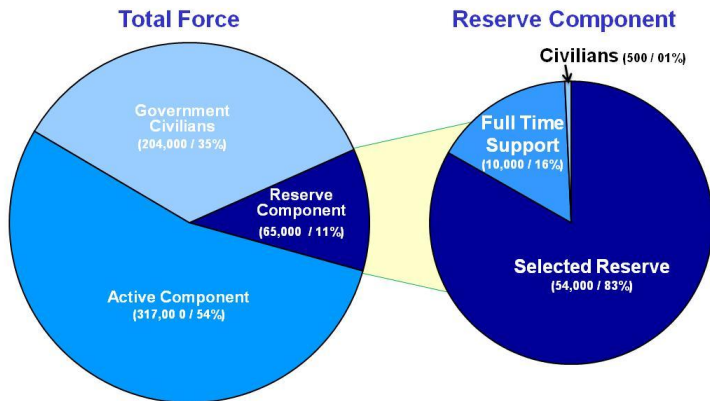 Total Force
Government
Civilians
(204,000 / 35%)
Reserve
Component
(65,000 / 11%)
Active Component
(317,00 0 / 54%)
Reserve Component
Civilians (500 / 01%)
Full Time
Support
(10,000 / 16%)
Selected Reserve
(54,000 / 83%)